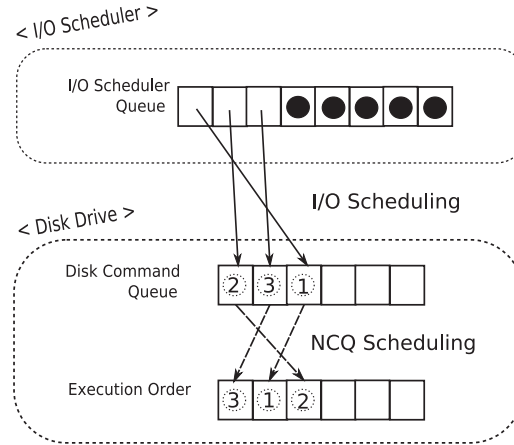 < I/O Scheduler >
I/O Scheduler
Queue
I/O Scheduling
< Disk Drive >
Disk Command
Queue
2 3 1
NCQ Scheduling
Execution Order
3 1 2